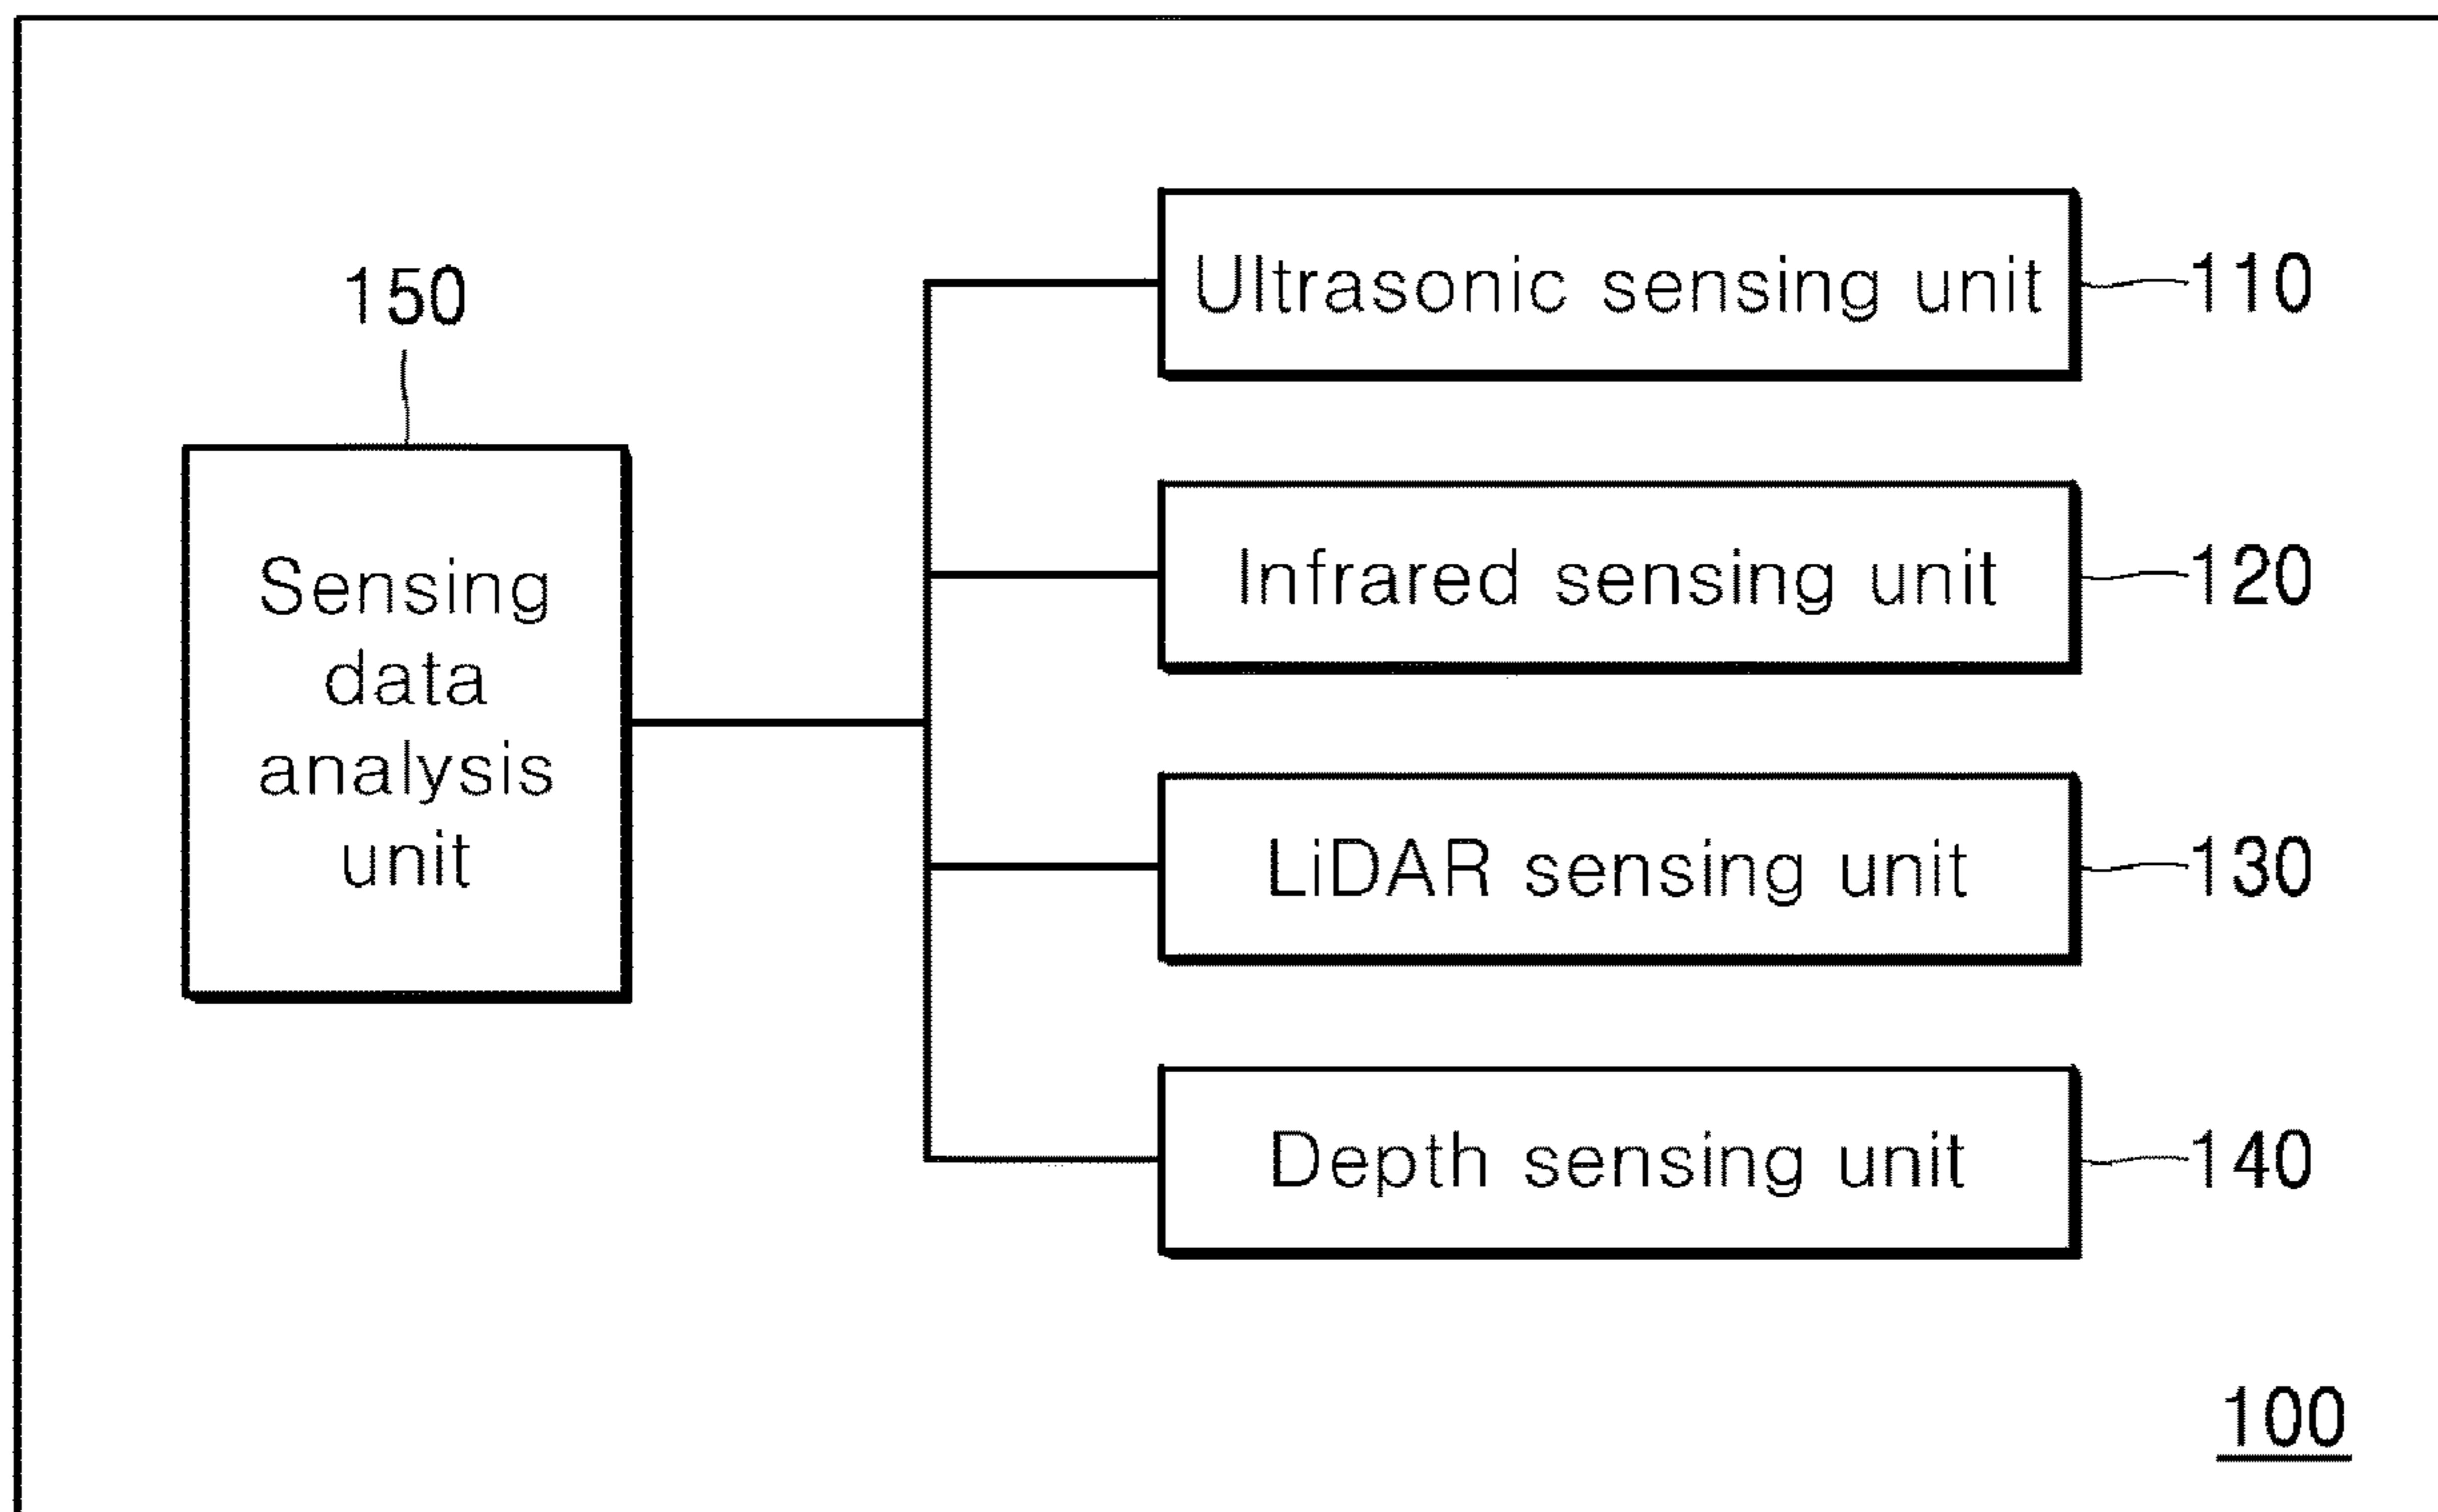 150
Sensing
data
analysis
unit
Ultrasonic sensing unit
110
Infrared sensing unit
120
LiDAR sensing unit
130
Depth sensing unit
140
100